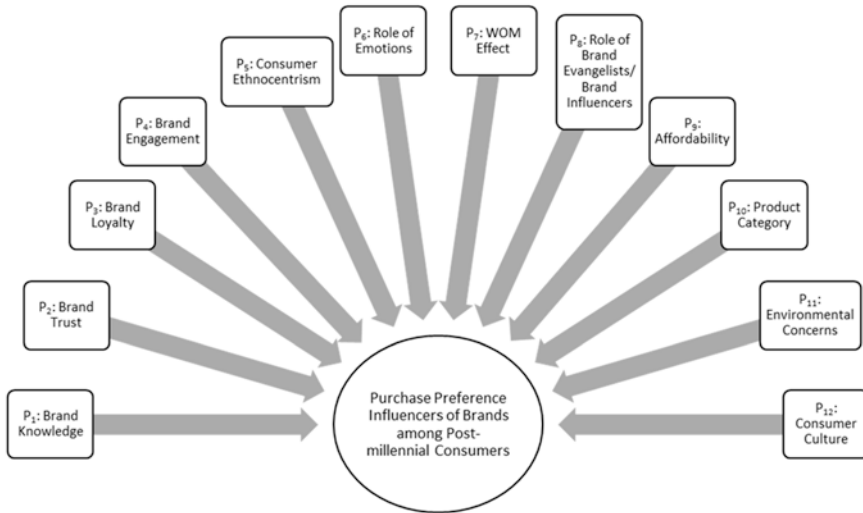 P₁: Brand
Knowledge
P₂: Brand
Trust
P₃: Brand
Loyalty
P₄: Brand
Engagement
P₅: Consumer
Ethnocentrism
P₆: Role of
Emotions
P₇: WOM
Effect
P₈: Role of
Brand
Evangelists/
Brand
Influencers
P₉:
Affordability
P₁₀: Product
Category
P₁₁:
Environmental
Concerns
P₁₂:
Consumer
Culture
Purchase Preference
Influencers of Brands
among Post-
millennial Consumers